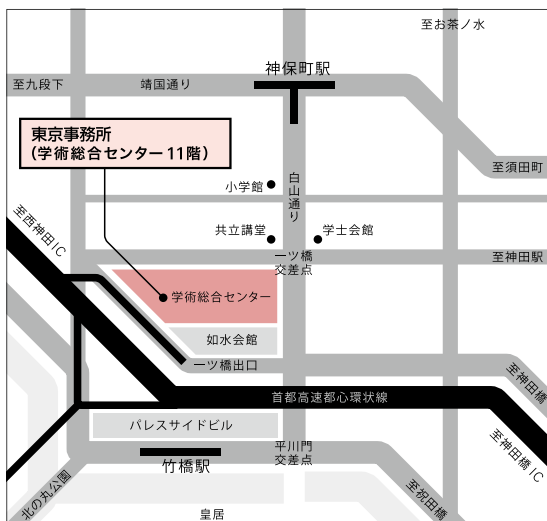 至お茶ノ水
神保町駅
至九段下
靖国通り
東京事務所
(学術総合センター11階)
至須田町
小学館
白山通り
至西神田IC
共立講堂
学士会館
一ツ橋
交差点
至神田駅
学術総合センター
如水会館
一ツ橋出口
至神田橋
首都高速都心環状線
パレスサイドビル
平川門
交差点
至神田橋IC
竹橋駅
北の丸公園
至祝田橋
皇居